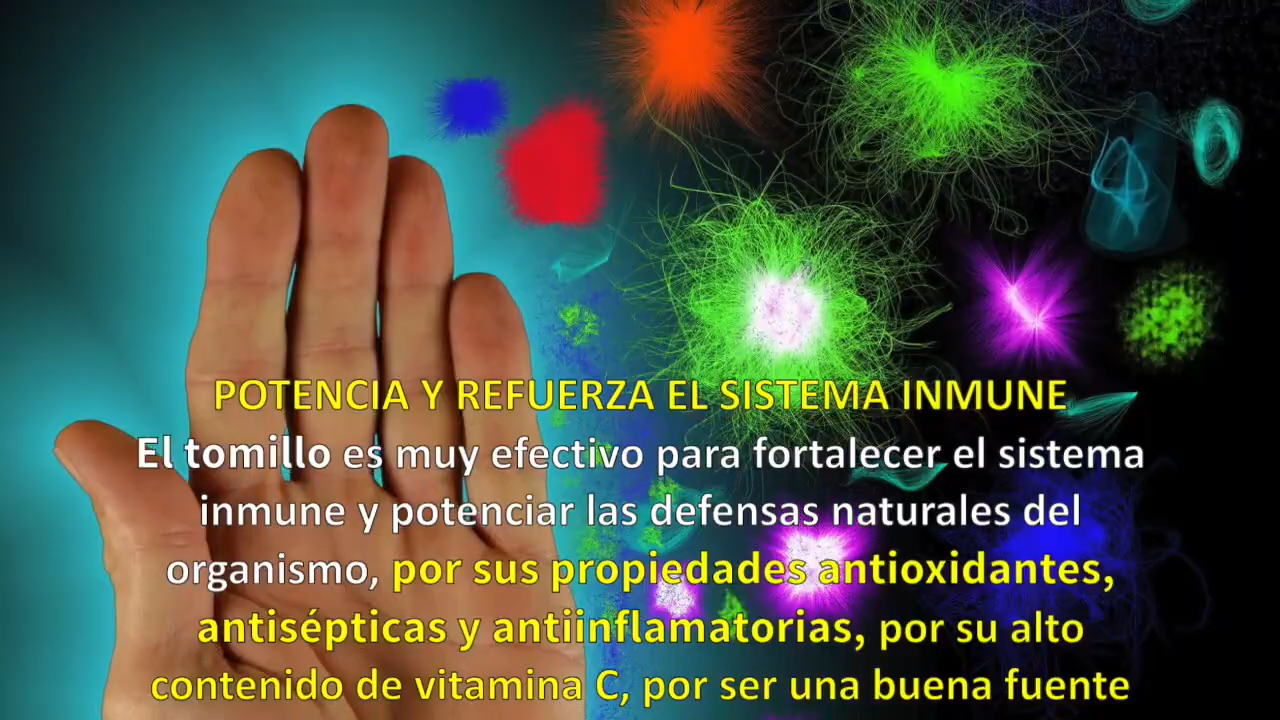 POTENCIA Y REFUERZA EL SISTEMA INMUNE
El tomillo es muy efectivo para fortalecer el sistema
inmune y potenciar las defensas naturales del
organismo, por sus propiedades antioxidantes,
antisépticas y antiinflamatorias, por su alto
contenido de vitamina C, por ser una buena fuente